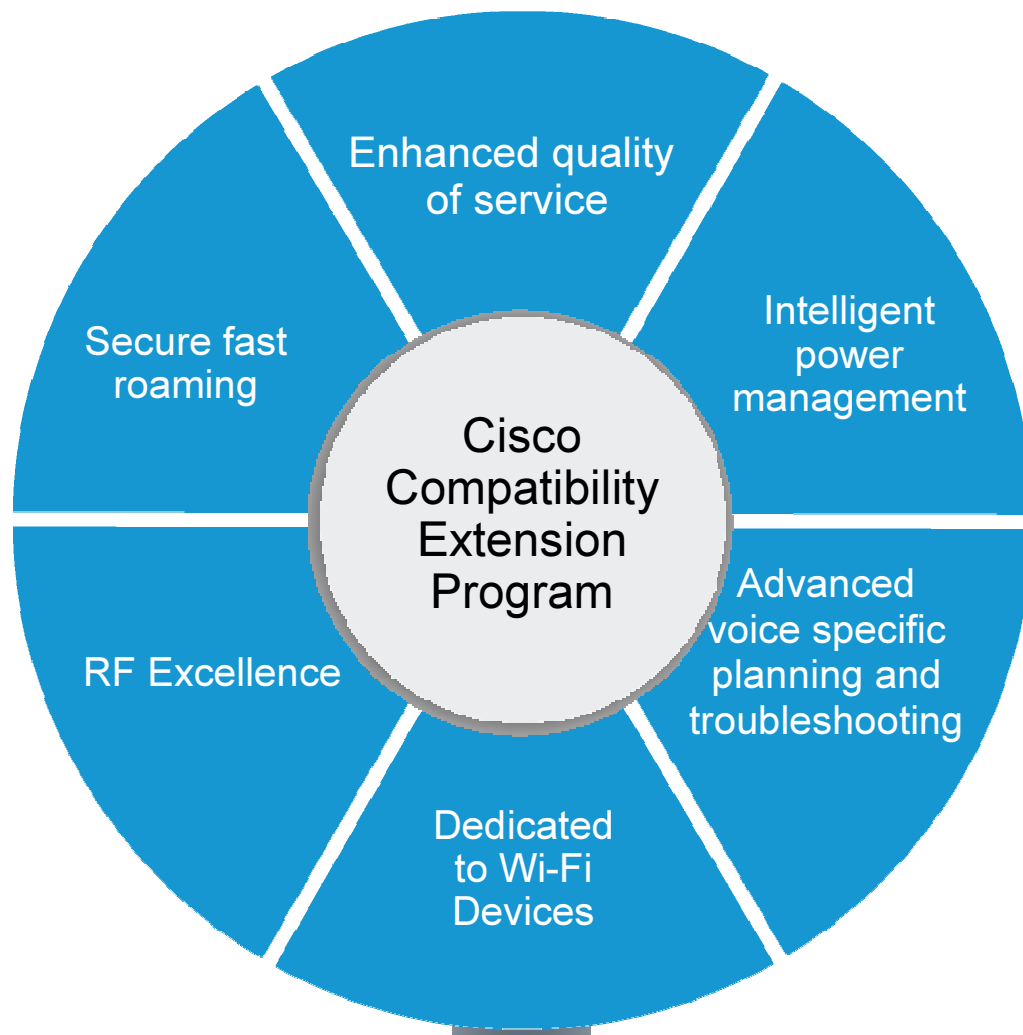 Enhanced quality
of service
Intelligent
power
management
Advanced
voice specific
planning and
troubleshooting
Dedicated
to Wi-Fi
Devices
RF Excellence
Secure fast
roaming
Cisco
Compatibility
Extension
Program